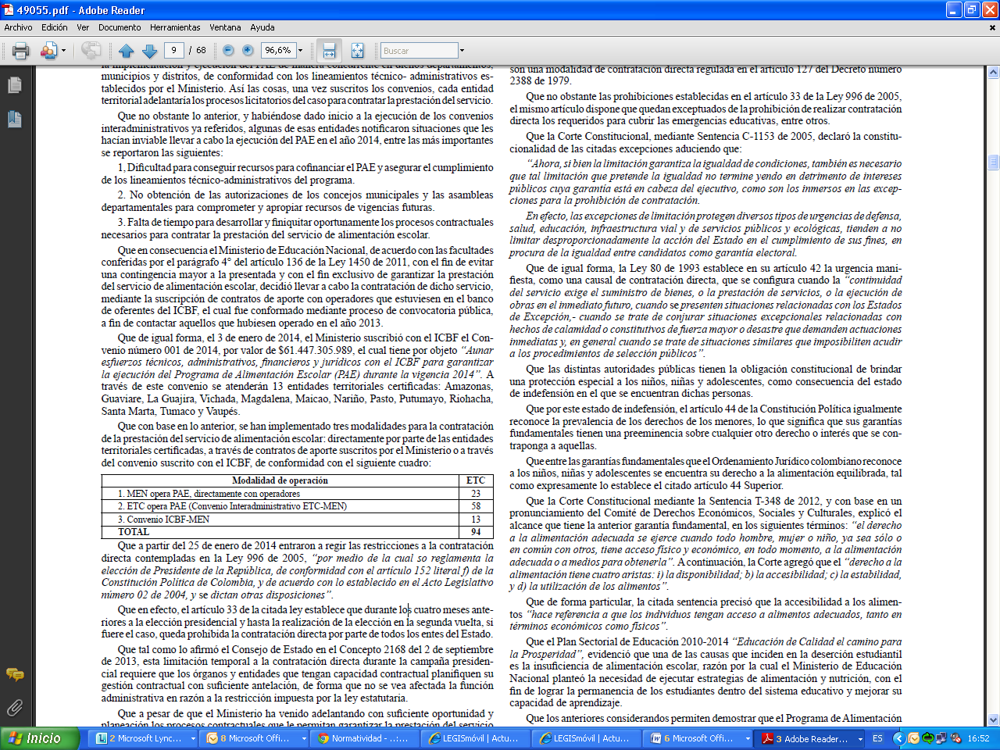 49055.pdf - Adobe Reader
Archivo Edición Ver Documento Herramientas Ventana Ayuda
9 / 68 96,6% Buscar
la implementación y ejecución del PAE de manera concurrente en dichos departamentos,
municipios y distritos, de conformidad con los lineamientos técnico- administrativos es-
tablecidos por el Ministerio. Así las cosas, una vez suscritos los convenios, cada entidad
territorial adelantaría los procesos licitatorios del caso para contratar la prestación del servicio.
Que no obstante lo anterior, y habiéndose dado inicio a la ejecución de los convenios
interadministrativos ya referidos, algunas de esas entidades notificaron situaciones que les
hacían inviable llevar a cabo la ejecución del PAE en el año 2014, entre las más importantes
se reportaron las siguientes:
1, Dificultad para conseguir recursos para cofinanciar el PAE y asegurar el cumplimiento
de los lineamientos técnico-administrativos del programa.
2. No obtención de las autorizaciones de los concejos municipales y las asambleas
departamentales para comprometer y apropiar recursos de vigencias futuras.
3. Falta de tiempo para desarrollar y finiquitar oportunamente los procesos contractuales
necesarios para contratar la prestación del servicio de alimentación escolar.
Que en consecuencia el Ministerio de Educación Nacional, de acuerdo con las facultades
conferidas por el parágrafo 4° del artículo 136 de la Ley 1450 de 2011, con el fin de evitar
una contingencia mayor a la presentada y con el fin exclusivo de garantizar la prestación
del servicio de alimentación escolar, decidió llevar a cabo la contratación de dicho servicio,
mediante la suscripción de contratos de aporte con operadores que estuviesen en el banco
de oferentes del ICBF, el cual fue conformado mediante proceso de convocatoria pública,
a fin de contactar aquellos que hubiesen operado en el año 2013.
Que de igual forma, el 3 de enero de 2014, el Ministerio suscribió con el ICBF el Con-
venio número 001 de 2014, por valor de $61.447.305.989, el cual tiene por objeto “Aunar
esfuerzos técnicos, administrativos, financieros y jurídicos con el ICBF para garantizar
la ejecución del Programa de Alimentación Escolar (PAE) durante la vigencia 2014”. A
través de este convenio se atenderán 13 entidades territoriales certificadas: Amazonas,
Guaviare, La Guajira, Vichada, Magdalena, Maicao, Nariño, Pasto, Putumayo, Riohacha,
Santa Marta, Tumaco y Vaupés.
Que con base en lo anterior, se han implementado tres modalidades para la contratación
de la prestación del servicio de alimentación escolar: directamente por parte de las entidades
territoriales certificadas, a través de contratos de aporte suscritos por el Ministerio o a través
del convenio suscrito con el ICBF, de conformidad con el siguiente cuadro:
Modalidad de operación ETC
1. MEN opera PAE, directamente con operadores 23
2. ETC opera PAE (Convenio Interadministrativo ETC-MEN) 58
3. Convenio ICBF-MEN 13
TOTAL 94
Que a partir del 25 de enero de 2014 entraron a regir las restricciones a la contratación
directa contempladas en la Ley 996 de 2005, “por medio de la cual so reglamenta la
elección de Presidente de la República, de conformidad con el artículo 152 literal f) de la
Constitución Política de Colombia, y de acuerdo con lo establecido en el Acto Legislativo
número 02 de 2004, y se dictan otras disposiciones”.
Que en efecto, el artículo 33 de la citada ley establece que durante los cuatro meses ante-
riores a la elección presidencial y hasta la realización de la elección en la segunda vuelta, si
fuere el caso, queda prohibida la contratación directa por parte de todos los entes del Estado.
Que tal como lo afirmó el Consejo de Estado en el Concepto 2168 del 2 de septiembre
de 2013, esta limitación temporal a la contratación directa durante la campaña presiden-
cial requiere que los órganos y entidades que tengan capacidad contractual planifiquen su
gestión contractual con suficiente antelación, de forma que no se vea afectada la función
administrativa en razón a la restricción impuesta por la ley estatutaria.
Que a pesar de que el Ministerio ha venido adelantando con suficiente oportunidad y
planeación los procesos contractuales que le permitan garantizar la prestación del servicio
son una modalidad de contratación directa regulada en el artículo 127 del Decreto número
2388 de 1979.
Que no obstante las prohibiciones establecidas en el artículo 33 de la Ley 996 de 2005,
el mismo artículo dispone que quedan exceptuados de la prohibición de realizar contratación
directa los requeridos para cubrir las emergencias educativas, entre otros.
Que la Corte Constitucional, mediante Sentencia C-1153 de 2005, declaró la constitu-
cionalidad de las citadas excepciones aduciendo que:
“Ahora, si bien la limitación garantiza la igualdad de condiciones, también es necesario
que tal limitación que pretende la igualdad no termine yendo en detrimento de intereses
públicos cuya garantía está en cabeza del ejecutivo, como son los inmersos en las excep-
ciones para la prohibición de contratación.
En efecto, las excepciones de limitación protegen diversos tipos de urgencias de defensa,
salud, educación, infraestructura vial y de servicios públicos y ecológicas, tienden a no
limitar desproporcionadamente la acción del Estado en el cumplimiento de sus fines, en
procura de la igualdad entre candidatos como garantía electoral.
Que de igual forma, la Ley 80 de 1993 establece en su artículo 42 la urgencia mani-
fiesta, como una causal de contratación directa, que se configura cuando la “continuidad
del servicio exige el suministro de bienes, o la prestación de servicios, o la ejecución de
obras en el inmediato futuro, cuando se presenten situaciones relacionadas con los Estados
de Excepción,- cuando se trate de conjurar situaciones excepcionales relacionadas con
hechos de calamidad o constitutivos de fuerza mayor o desastre que demanden actuaciones
inmediatas y, en general cuando se trate de situaciones similares que imposibiliten acudir
a los procedimientos de selección públicos”.
Que las distintas autoridades públicas tienen la obligación constitucional de brindar
una protección especial a los niños, niñas y adolescentes, como consecuencia del estado
de indefensión en el que se encuentran dichas personas.
Que por este estado de indefensión, el artículo 44 de la Constitución Política igualmente
reconoce la prevalencia de los derechos de los menores, lo que significa que sus garantías
fundamentales tienen una preeminencia sobre cualquier otro derecho o interés que se con-
traponga a aquellas.
Que entre las garantías fundamentales que el Ordenamiento Jurídico colombiano reconoce
a los niños, niñas y adolescentes se encuentra su derecho a la alimentación equilibrada, tal
como expresamente lo establece el citado artículo 44 Superior.
Que la Corte Constitucional mediante la Sentencia T-348 de 2012, y con base en un
pronunciamiento del Comité de Derechos Económicos, Sociales y Culturales, explicó el
alcance que tiene la anterior garantía fundamental, en los siguientes términos: “el derecho
a la alimentación adecuada se ejerce cuando todo hombre, mujer o niño, ya sea sólo o
en común con otros, tiene acceso físico y económico, en todo momento, a la alimentación
adecuada o a medios para obtenerla”. A continuación, la Corte agregó que el “derecho a la
alimentación tiene cuatro aristas: i) la disponibilidad; b) la accesibilidad; c) la estabilidad,
y d) la utilización de los alimentos”.
Que de forma particular, la citada sentencia precisó que la accesibilidad a los alimen-
tos “hace referencia a que los individuos tengan acceso a alimentos adecuados, tanto en
términos económicos como físicos”.
Que el Plan Sectorial de Educación 2010-2014 “Educación de Calidad el camino para
la Prosperidad”, evidenció que una de las causas que inciden en la deserción estudiantil
es la insuficiencia de alimentación escolar, razón por la cual el Ministerio de Educación
Nacional planteó la necesidad de ejecutar estrategias de alimentación y nutrición, con el
fin de lograr la permanencia de los estudiantes dentro del sistema educativo y mejorar su
capacidad de aprendizaje.
Que los anteriores considerandos permiten demostrar que el Programa de Alimentación
Inicio 2 Microsoft Lync... 8 Microsoft Offi... Normatividad - ..:... LEGISmóvil | Actu... LEGISmóvil | Actu... 6 Microsoft Offi... 3 Adobe Reader... ES 16:52